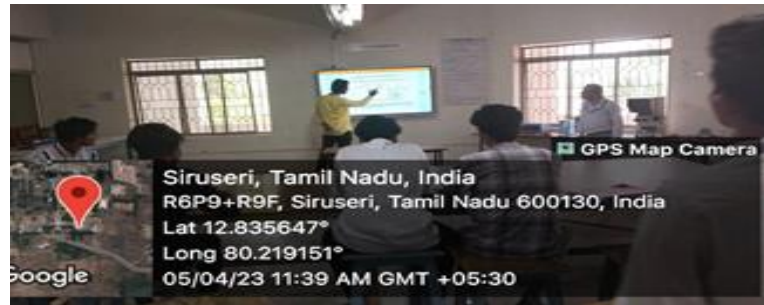 GPS Map Camera
Siruseri, Tamil Nadu, India
R6P9+R9F, Siruseri, Tamil Nadu 600130, India
Lat 12.835647°
Long 80.219151°
Google
05/04/23 11:39 AM GMT +05:30